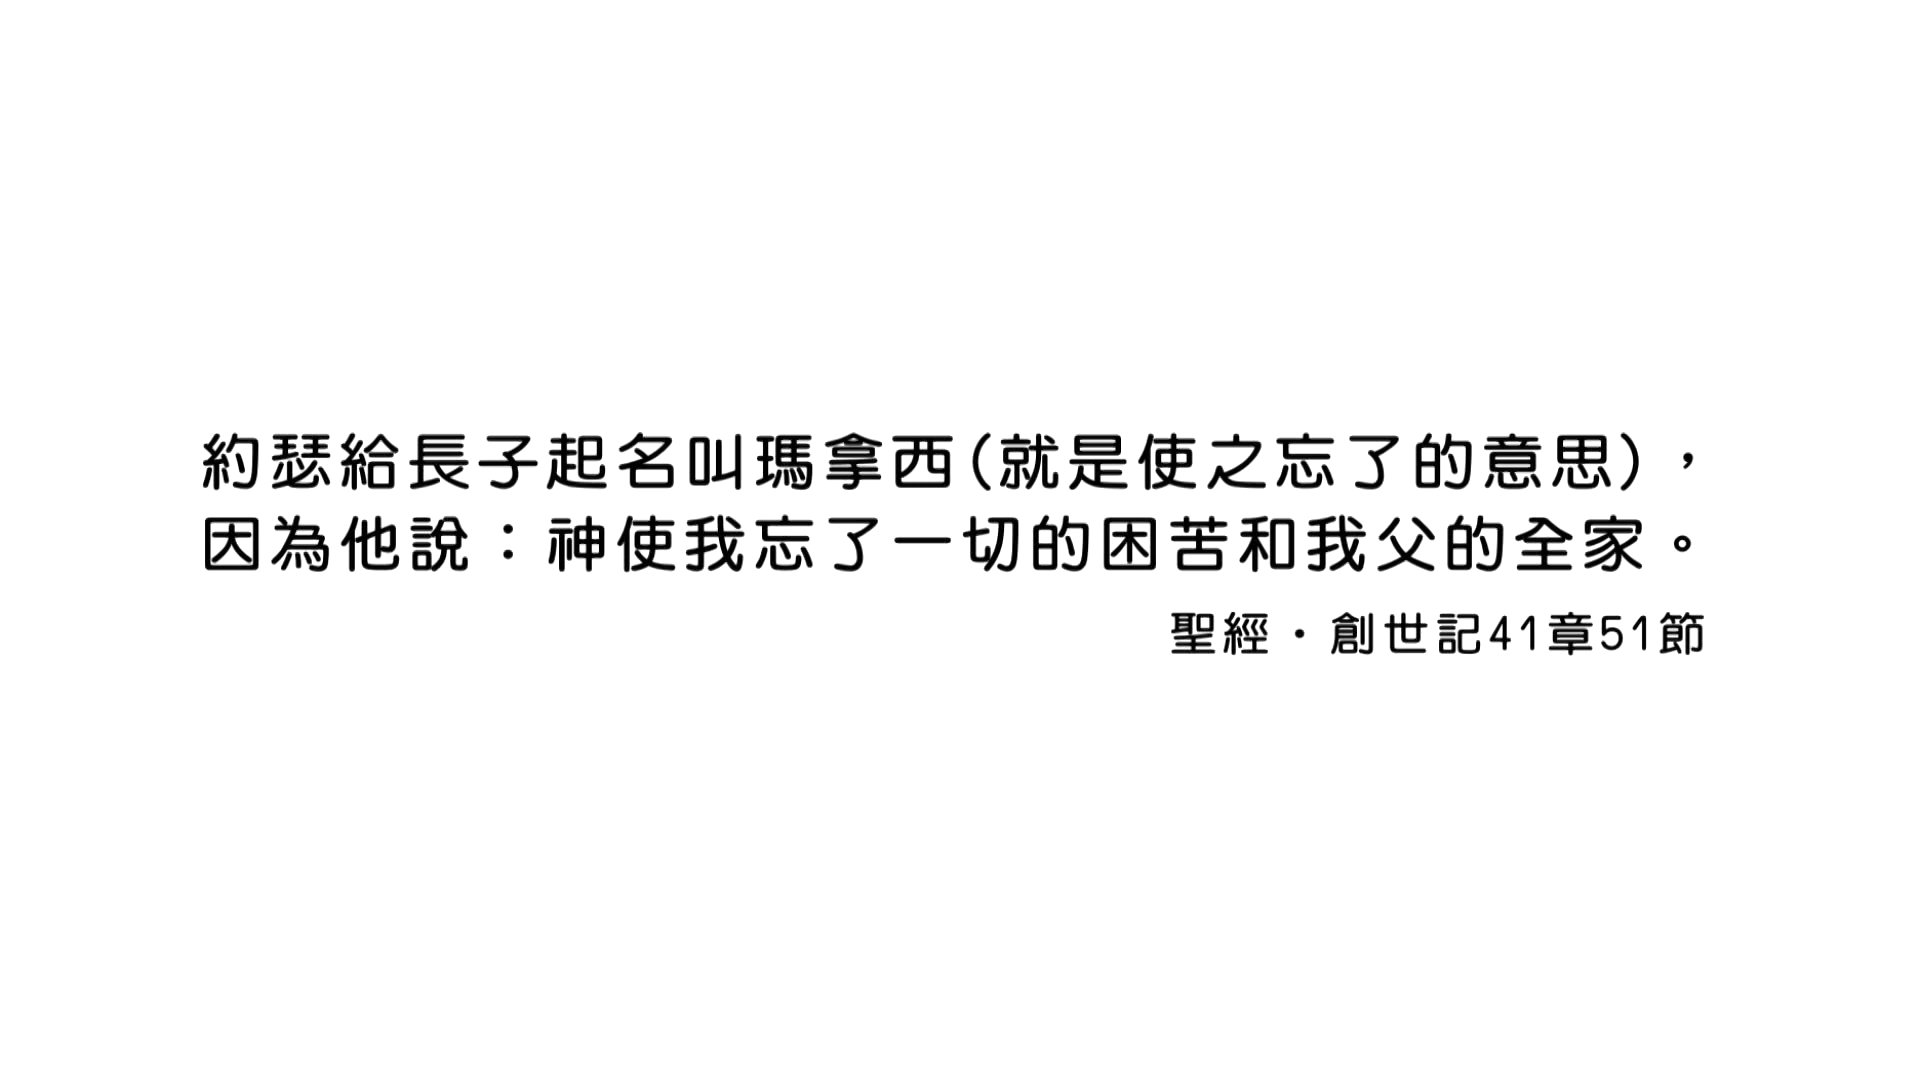 約瑟給長子起名叫瑪拿西(就是使之忘了的意思)，
因為他說：神使我忘了一切的困苦和我父的全家。
聖經・創世記41章51節